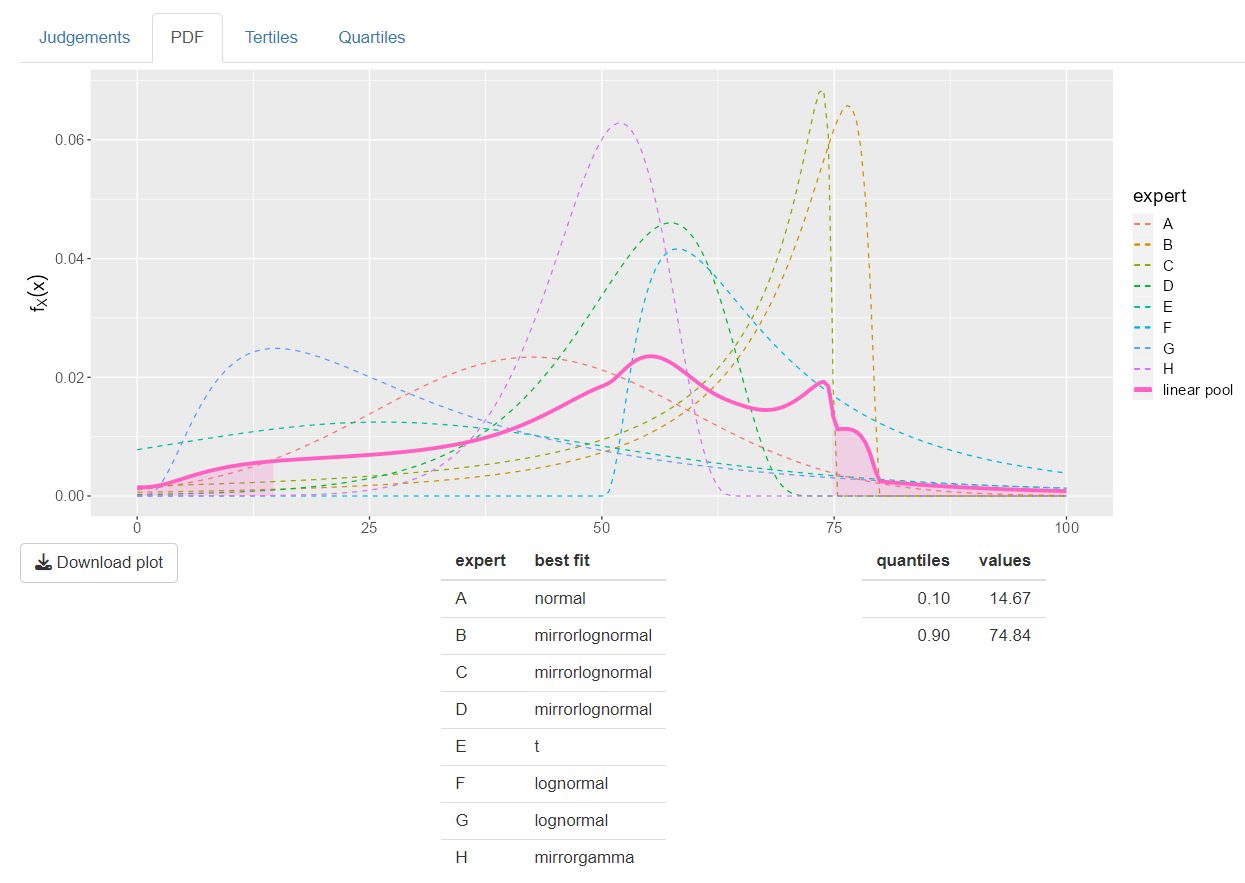 Judgements PDF Tertiles Quartiles
0.06
0.04
0.02
0.00
fX(x)
0 25 50 75 100
expert
A
B
C
D
E
F
G
H
linear pool
Download plot
expert best fit
A normal
B mirrorlognormal
C mirrorlognormal
D mirrorlognormal
E t
F lognormal
G lognormal
H mirrorgamma
quantiles values
0.10 14.67
0.90 74.84